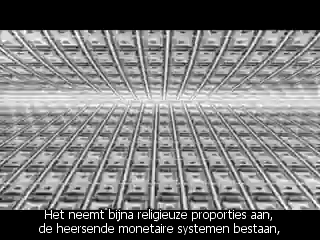 Het neemt bijna religieuze proporties aan,
de heersende monetaire systemen bestaan,